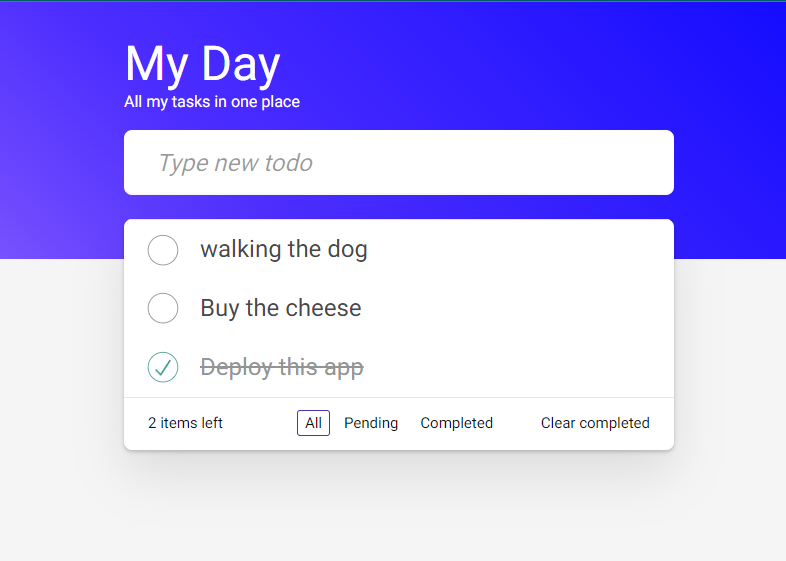 My Day
All my tasks in one place
Type new todo
walking the dog
Buy the cheese
Deploy this app
2 items left All Pending Completed Clear completed